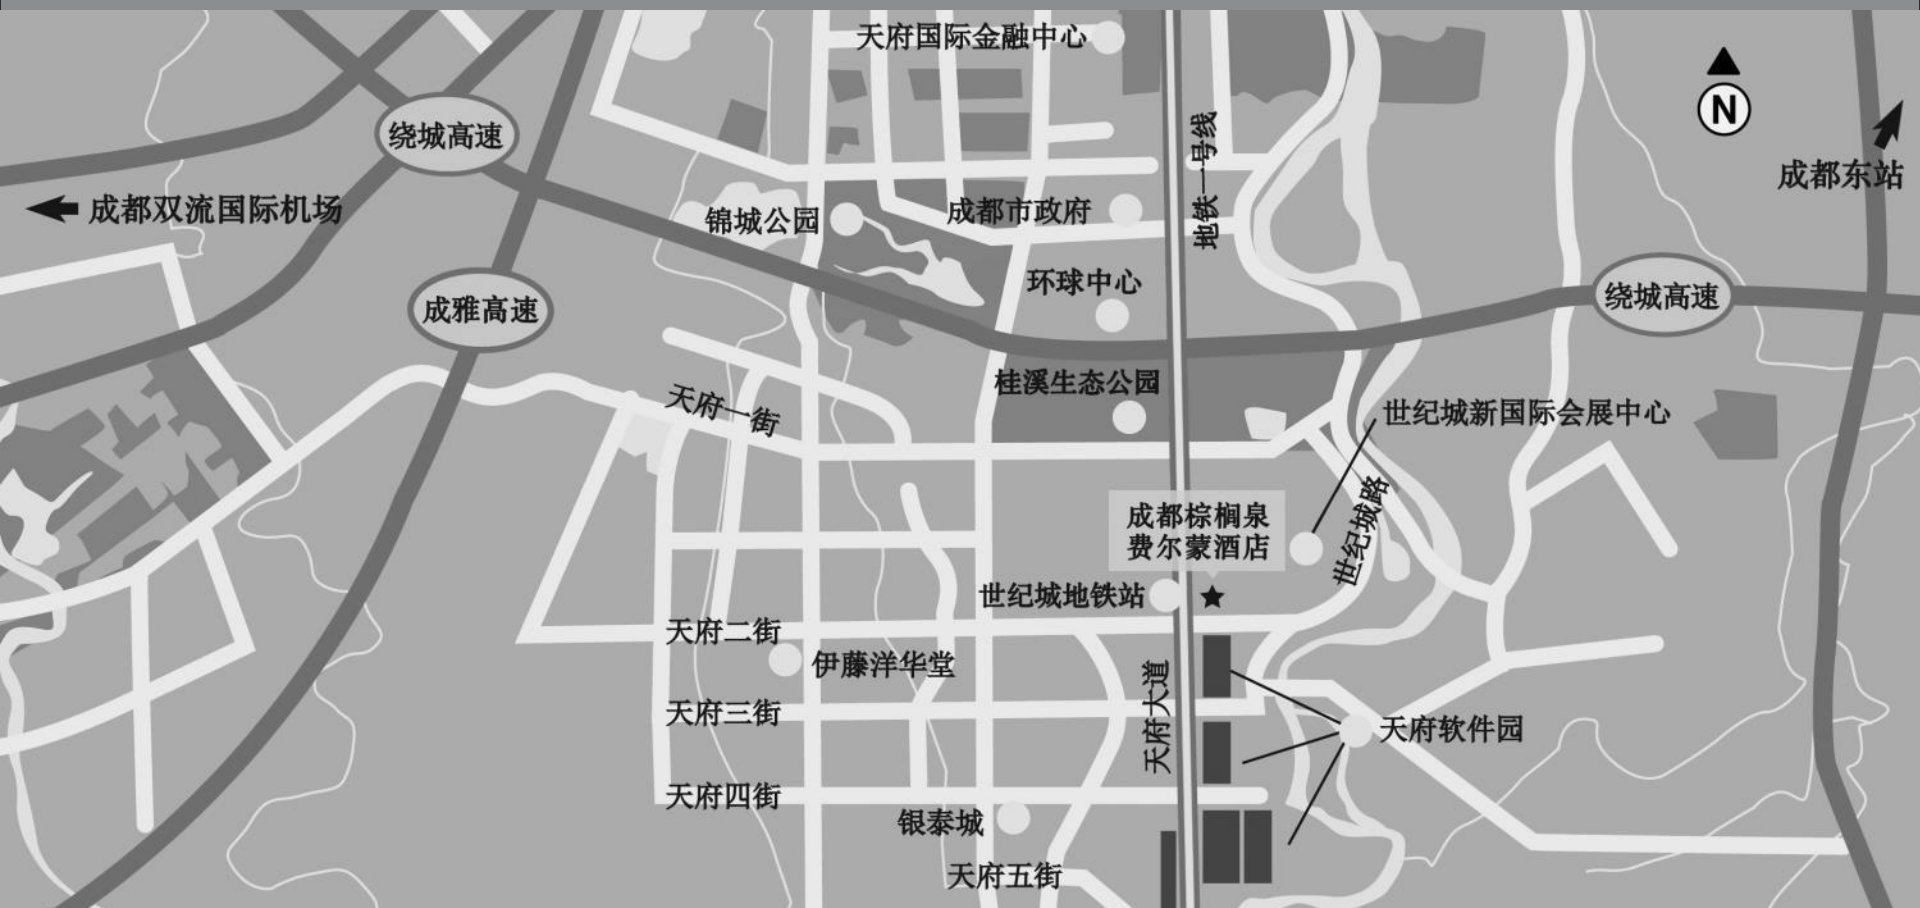 天府国际金融中心
N
绕城高速
地铁一号线
成都东站
成都双流国际机场
锦城公园
成都市政府
环球中心
成雅高速
绕城高速
桂溪生态公园
天府一街
世纪城新国际会展中心
成都棕榈泉
费尔蒙酒店
世纪城路
世纪城地铁站
天府二街
伊藤洋华堂
天府大道
天府三街
天府软件园
天府四街
银泰城
天府五街